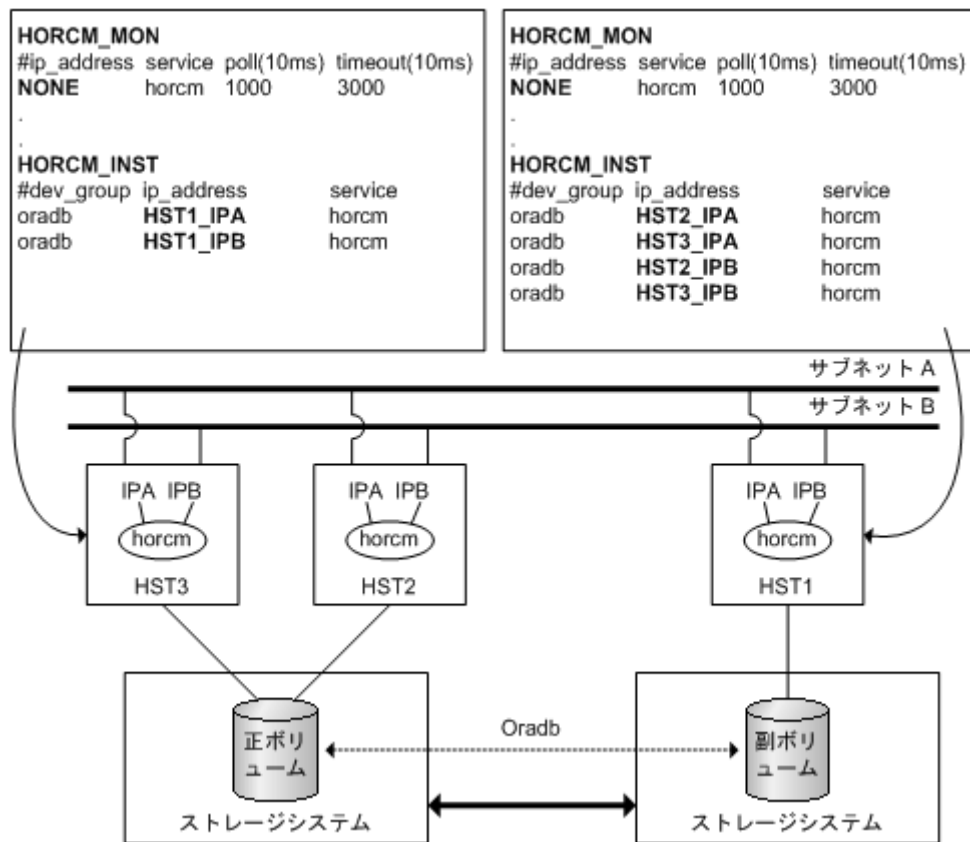 HORCM_MON
#ip_address service poll(10ms) timeout(10ms)
NONE horcm 1000 3000
.
.
HORCM_INST
#dev_group ip_address service
oradb HST1_IPA horcm
oradb HST1_IPB horcm
HORCM_MON
#ip_address service poll(10ms) timeout(10ms)
NONE horcm 1000 3000
.
.
HORCM_INST
#dev_group ip_address service
oradb HST2_IPA horcm
oradb HST3_IPA horcm
oradb HST2_IPB horcm
oradb HST3_IPB horcm
サブネット A
サブネット B
IPA IPB
horcm
HST3
IPA IPB
horcm
HST2
IPA IPB
horcm
HST1
正ボリ
ューム
ストレージシステム
Oradb
副ボリ
ューム
ストレージシステム